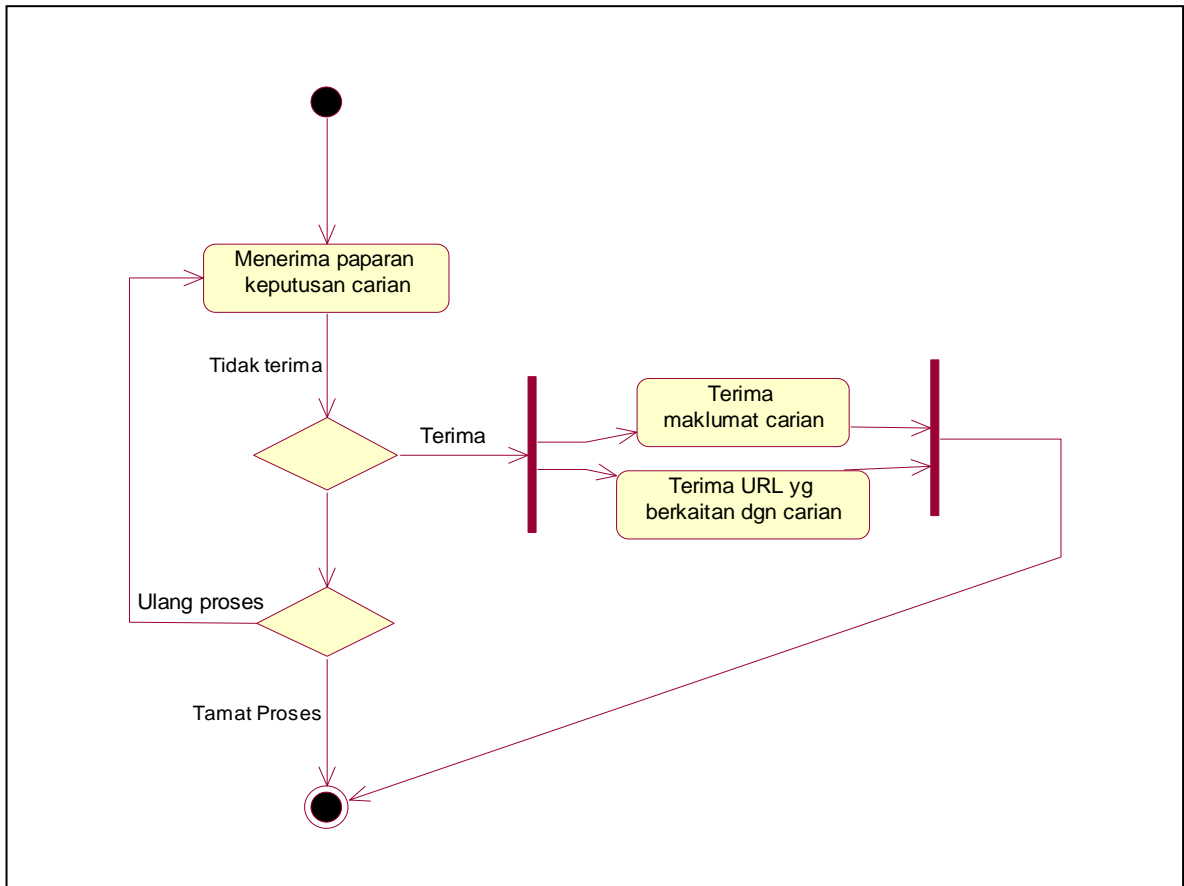 Menerima paparan
keputusan carian
Tidak terima
Terima
Terima
maklumat carian
Terima URL yg
berkaitan dgn carian
Ulang proses
Tamat Proses